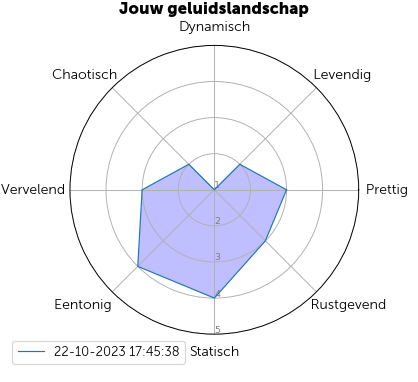 Jouw geluidslandschap
Dynamisch
Chaotisch
Levendig
Vervelend
Prettig
1
2
3
4
5
Eentonig
Rustgevend
22-10-2023 17:45:38
Statisch